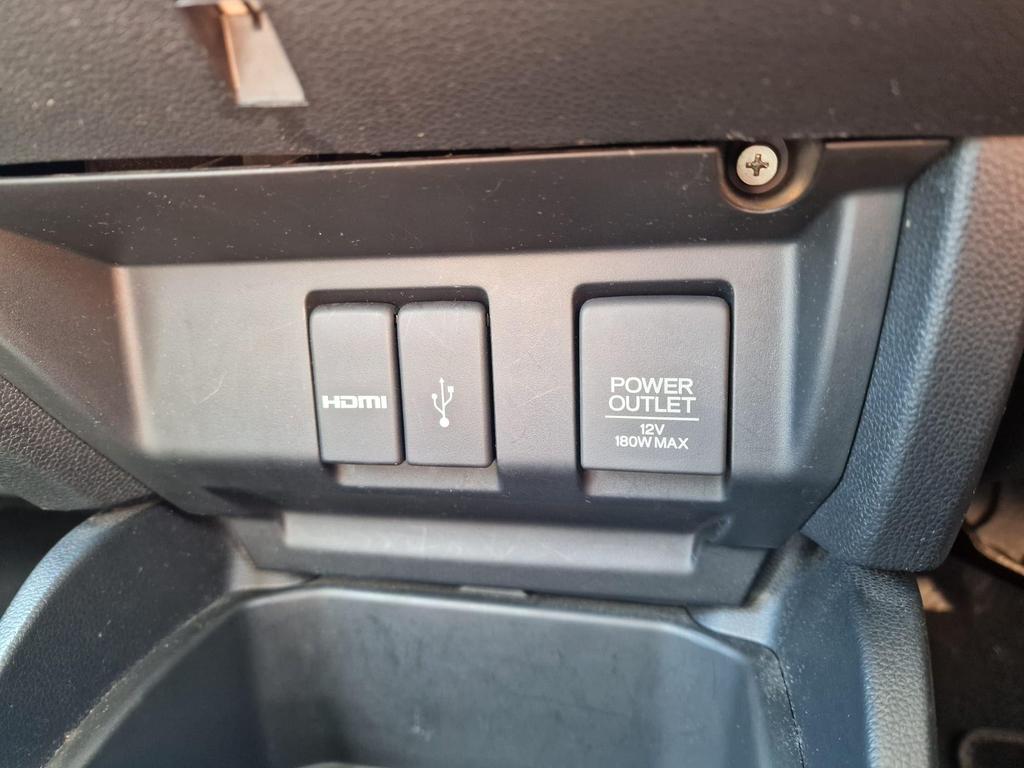 HDMI
POWER
OUTLET
12V
180W MAX